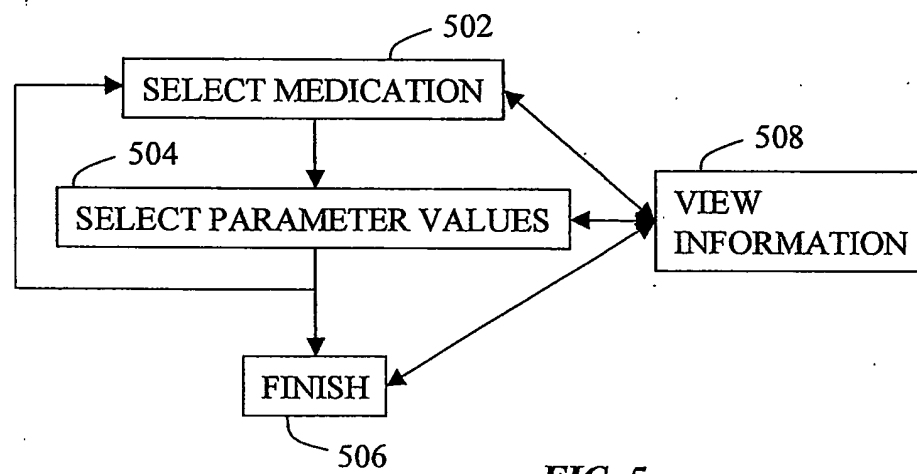 502
SELECT MEDICATION
504
SELECT PARAMETER VALUES
508
VIEW
INFORMATION
FINISH
506
FIG. 5